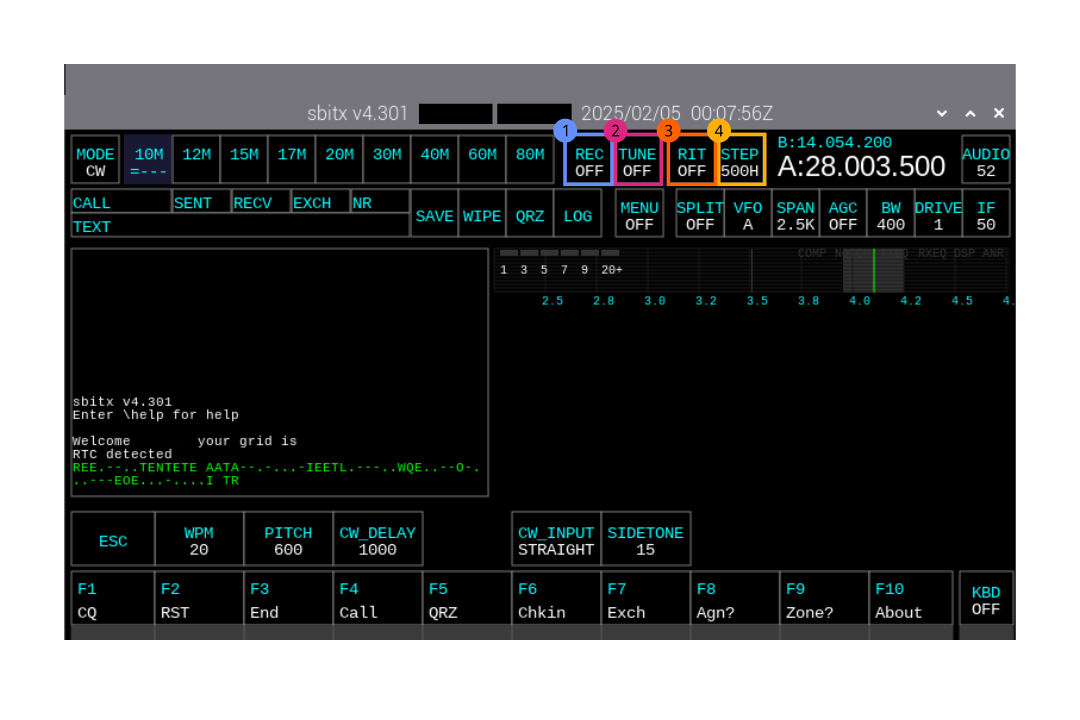 sbitx v4.301 2025/02/05 00:07:56Z
1 2 3 4
MODE 10M 12M 15M 17M 20M 30M 40M 60M 80M REC TUNE RIT STEP B:14.054.200 AUDIO
CW =--- OFF OFF OFF 500H A:28.003.500 52
CALL SENT RECV EXCH NR SAVE WIPE QRZ LOG MENU SPLIT VFO SPAN AGC BW DRIVE IF
TEXT OFF OFF A 2.5K OFF 400 1 50
COMP RXEQ DSP ANR
1 3 5 7 9 20+
2.5 2.8 3.0 3.2 3.5 3.8 4.0 4.2 4.5 4.
sbitx v4.301
Enter \help for help
Welcome your grid is
RTC detected
REE.--..TENTETE AATA--.-...-IEETL.---..WQE..--O-.
..---EOE...-....I TR
ESC WPM PITCH CW_DELAY CW_INPUT SIDETONE
20 600 1000 STRAIGHT 15
F1 F2 F3 F4 F5 F6 F7 F8 F9 F10 KBD
CQ RST End Call QRZ Chkin Exch Agn? Zone? About OFF